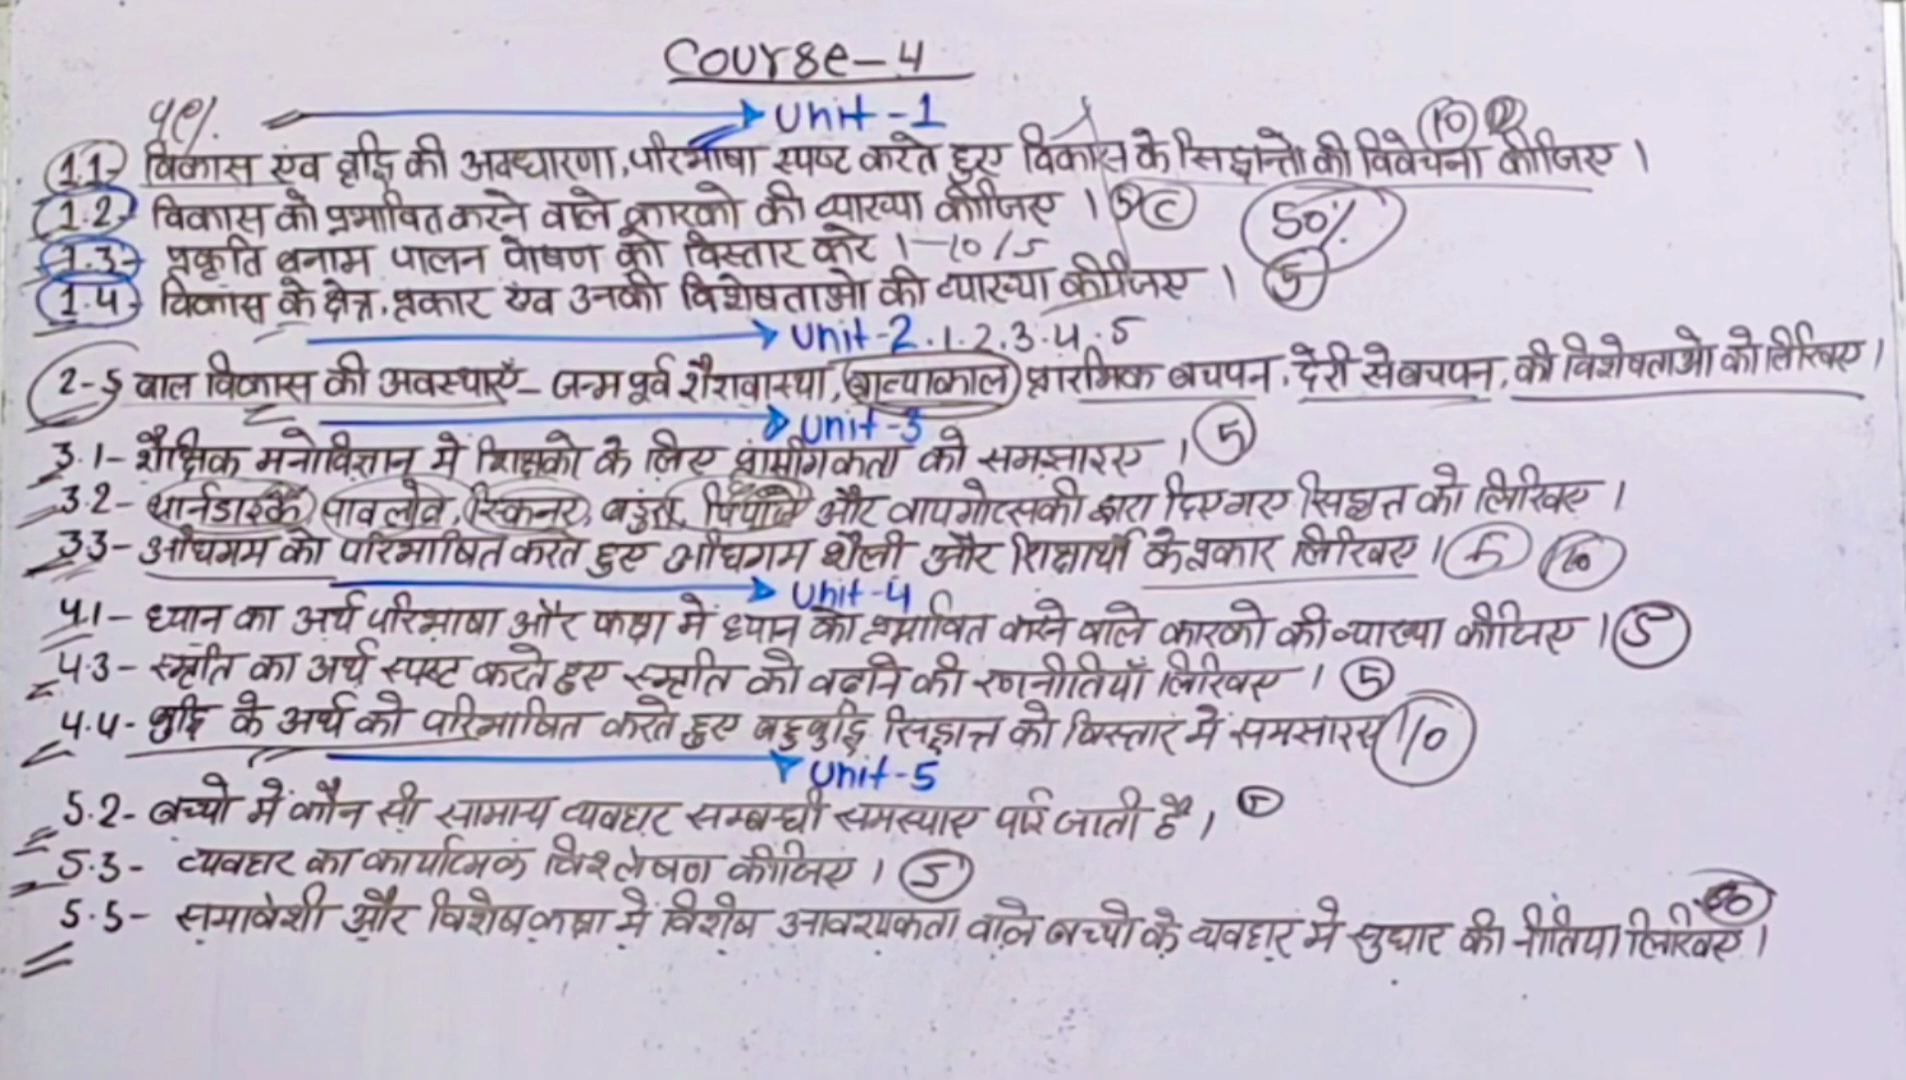 Course-4
Unit-1
1.1- विकास एंव वृद्धि की अवधारणा, परिभाषा स्पष्ट करते हुए विकास के सिद्धान्तो की विवेचना कीजिए । 10
1.2- विकास को प्रभावित करने वाले कारको की व्याख्या कीजिए । 5 C 50%
1.3- प्रकृति बनाम पालन पोषण को विस्तार करे । -10/5
1.4- विकास के क्षेत्र, प्रकार एंव उनकी विशेषताओ की व्याख्या कीजिए । 5
Unit-2.1.2.3.4.5
2-5 बाल विकास की अवस्थाएँ- जन्म पूर्व शैशवावस्था, बाल्याकाल प्रारंभिक बचपन, देरी से बचपन, की विशेषताओ को लिखिए ।
Unit-3
3.1- शैक्षिक मनोविज्ञान में शिक्षको के लिए प्रासंगिकता को समझाइए । 5
3.2- थार्नडाइक, पावलोव, स्किनर, बंडुरा, पियाजे और वायगोत्सकी द्वारा दिए गए सिद्धान्त को लिखिए ।
3.3- अधिगम को परिभाषित करते हुए अधिगम शैली और शिक्षार्थी के प्रकार लिखिए । 5 10
Unit-4
4.1- ध्यान का अर्थ परिभाषा और कक्षा में ध्यान को प्रभावित करने वाले कारको की व्याख्या कीजिए । 5
4.3- स्मृति का अर्थ स्पष्ट करते हुए स्मृति को बढाने की रणनीतियाँ लिखिए । 5
4.4- बुद्धि के अर्थ को परिभाषित करते हुए बहुबुद्धि सिद्धान्त को विस्तार में समझाइए 10
Unit-5
5.2- बच्चो में कौन सी सामान्य व्यवहार सम्बन्धी समस्याए पाई जाती है ।
5.3- व्यवहार का कार्यात्मक विश्लेषण कीजिए । 5
5.5- समावेशी और विशेष कक्षा में विशेष आवश्यकता वाले बच्चो के व्यवहार में सुधार की नीतिया लिखिए ।